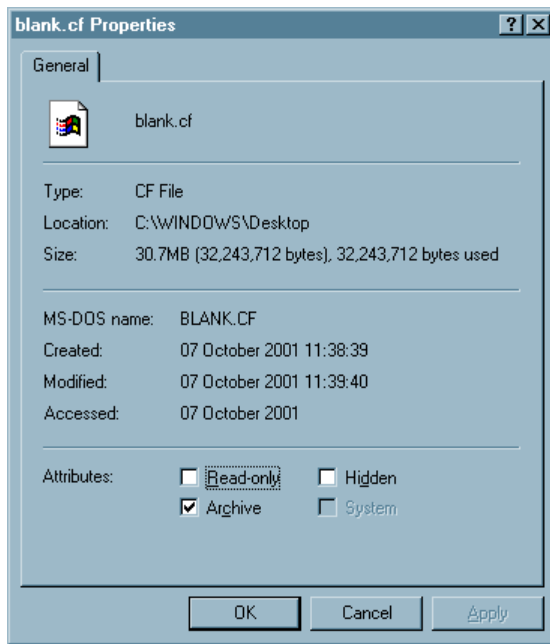 blank.cf Properties
General
blank.cf
Type: CF File
Location: C:\WINDOWS\Desktop
Size: 30.7MB (32,243,712 bytes), 32,243,712 bytes used
MS-DOS name: BLANK.CF
Created: 07 October 2001 11:38:39
Modified: 07 October 2001 11:39:40
Accessed: 07 October 2001
Attributes: Read-only Hidden
Archive System
OK Cancel Apply